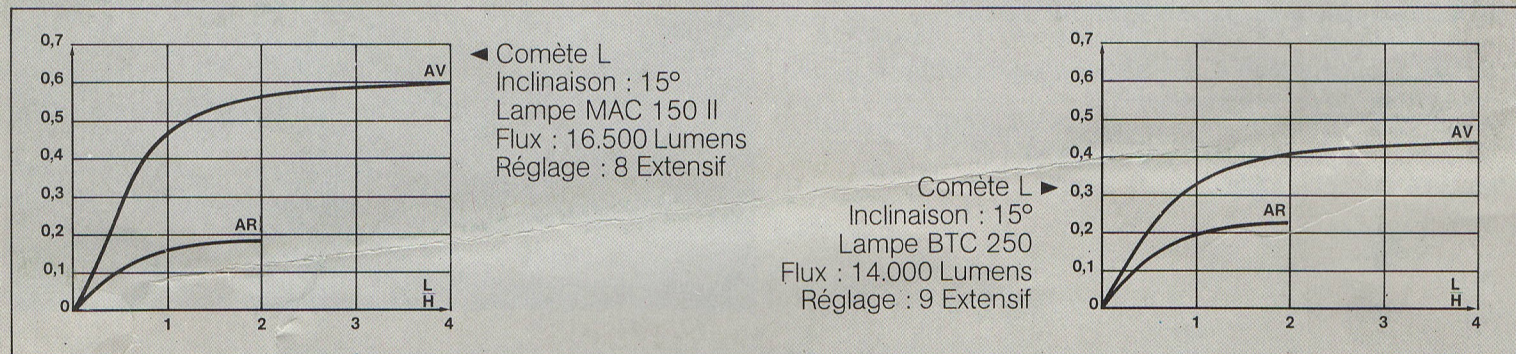 0,7
0,6
0,5
0,4
0,3
0,2
0,1
0
AV
AR
L
H
1 2 3 4
◄ Comète L
Inclinaison : 15°
Lampe MAC 150 II
Flux : 16.500 Lumens
Réglage : 8 Extensif
Comète L ►
Inclinaison : 15°
Lampe BTC 250
Flux : 14.000 Lumens
Réglage : 9 Extensif
0,7
0,6
0,5
0,4
0,3
0,2
0,1
0
AV
AR
L
H
1 2 3 4